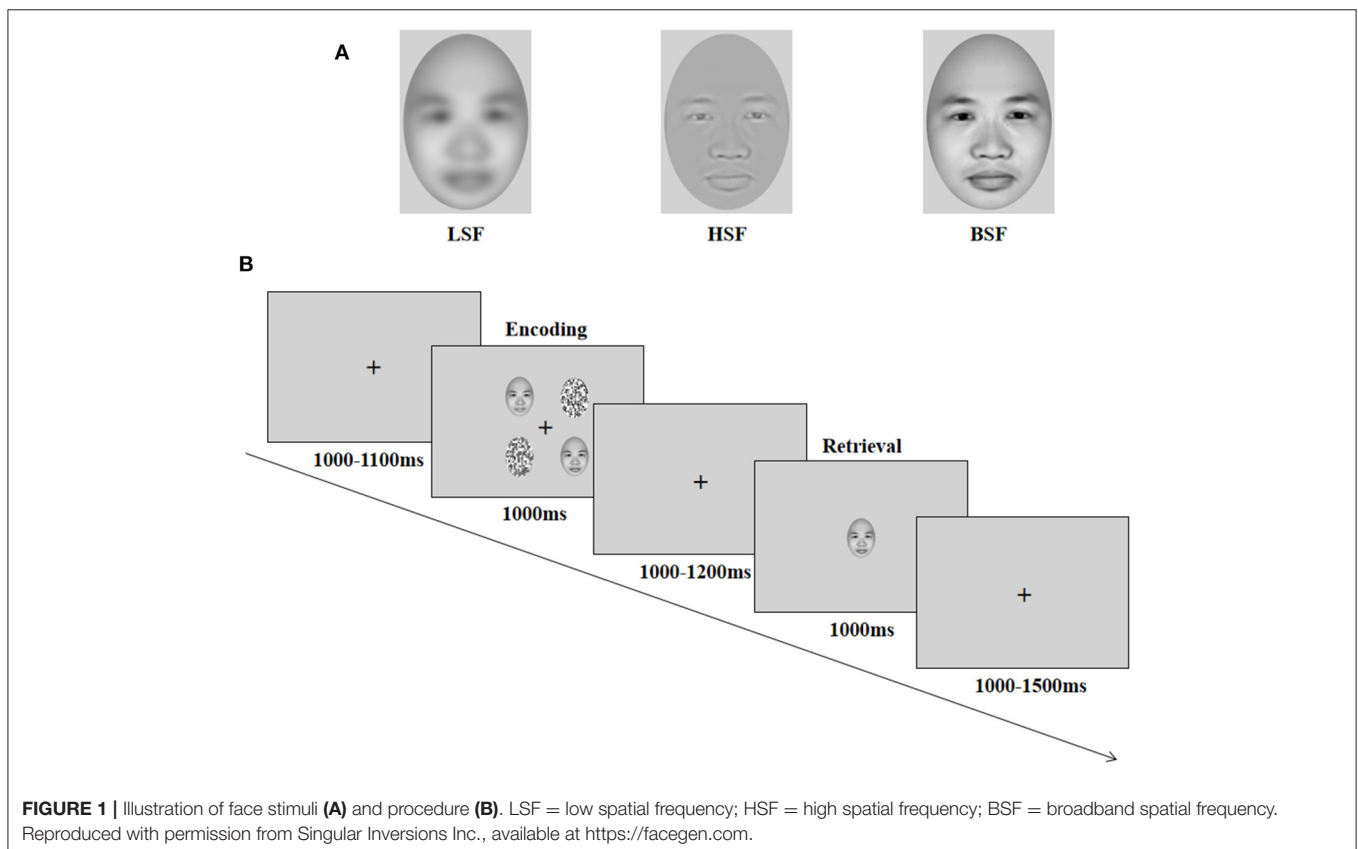 A
LSF
HSF
BSF
B
Encoding
1000-1100ms
1000ms
1000-1200ms
Retrieval
1000ms
1000-1500ms
FIGURE 1 | Illustration of face stimuli (A) and procedure (B). LSF = low spatial frequency; HSF = high spatial frequency; BSF = broadband spatial frequency.
Reproduced with permission from Singular Inversions Inc., available at https://facegen.com.